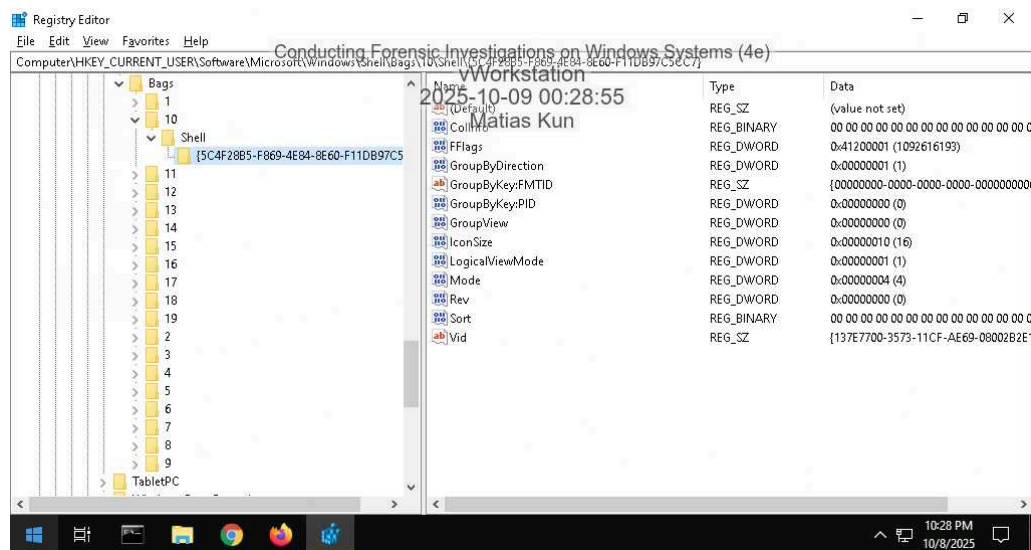 Registry Editor
File Edit View Favorites Help
Conducting Forensic Investigations on Windows Systems (4e)
Computer\HKEY_CURRENT_USER\Software\Microsoft\Windows\Shell\Bags\10\Shell\{5C4F28B5-F869-4E84-8E60-F11DB97C5CC7}
vWorkstation
2025-10-09 00:28:55
Matias Kun
Bags
1
10
Shell
{5C4F28B5-F869-4E84-8E60-F11DB97C5
11
12
13
14
15
16
17
18
19
2
3
4
5
6
7
8
9
TabletPC
Name Type Data
(Default) REG_SZ (value not set)
ColInfo REG_BINARY 00 00 00 00 00 00 00 00 00 00 00 00 0
FFlags REG_DWORD 0x41200001 (1092616193)
GroupByDirection REG_DWORD 0x00000001 (1)
GroupByKey:FMTID REG_SZ {00000000-0000-0000-0000-000000000
GroupByKey:PID REG_DWORD 0x00000000 (0)
GroupView REG_DWORD 0x00000000 (0)
IconSize REG_DWORD 0x00000010 (16)
LogicalViewMode REG_DWORD 0x00000001 (1)
Mode REG_DWORD 0x00000004 (4)
Rev REG_DWORD 0x00000000 (0)
Sort REG_BINARY 00 00 00 00 00 00 00 00 00 00 00 00 0
Vid REG_SZ {137E7700-3573-11CF-AE69-08002B2E1
10:28 PM
10/8/2025